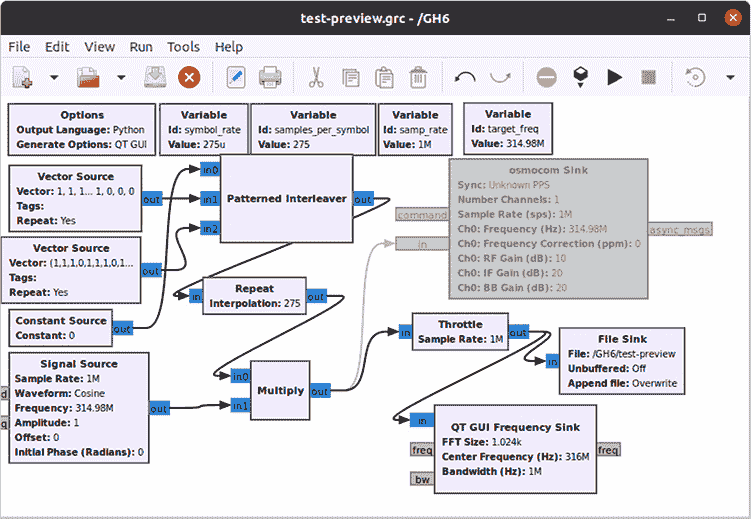 test-preview.grc - /GH6
File Edit View Run Tools Help
Options
Output Language: Python
Generate Options: QT GUI
Variable
Id: symbol_rate
Value: 275u
Variable
Id: samples_per_symbol
Value: 275
Variable
Id: samp_rate
Value: 1M
Variable
Id: target_freq
Value: 314.98M
Vector Source
Vector: 1, 1, 1... 1, 0, 0, 0
Tags:
Repeat: Yes
out
in0
in1
in2
Patterned Interleaver
out
osmocom Sink
Sync: Unknown PPS
Number Channels: 1
Sample Rate (sps): 1M
Ch0: Frequency (Hz): 314.98M
Ch0: Frequency Correction (ppm): 0
Ch0: RF Gain (dB): 10
Ch0: IF Gain (dB): 20
Ch0: BB Gain (dB): 20
command
in
async_msgs
Vector Source
Vector: (1,1,1,0,1,1,1,0,1...
Tags:
Repeat: Yes
out
in
Repeat
Interpolation: 275
out
Constant Source
Constant: 0
out
in
Throttle
Sample Rate: 1M
out
File Sink
File: /GH6/test-preview
Unbuffered: Off
Append file: Overwrite
in
Signal Source
Sample Rate: 1M
Waveform: Cosine
Frequency: 314.98M
Amplitude: 1
Offset: 0
Initial Phase (Radians): 0
out
in0
in1
Multiply
out
in
freq
bw
QT GUI Frequency Sink
FFT Size: 1.024k
Center Frequency (Hz): 316M
Bandwidth (Hz): 1M
freq